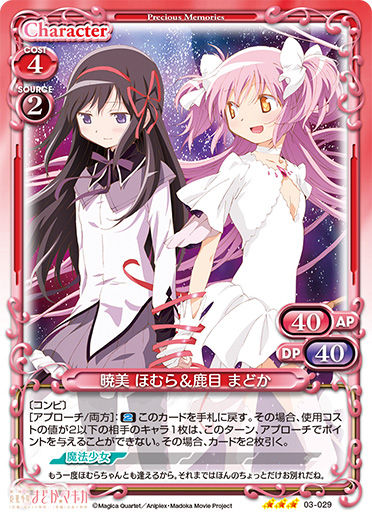 Precious Memories
Character
COST
4
SOURCE
2
40 AP
DP 40
暁美 ほむら&鹿目 まどか
[コンビ]
[アプローチ/両方]:2このカードを手札に戻す。その場合、使用コス
トの値が2以下の相手のキャラ1枚は、このターン、アプローチでポ
イントを与えることができない。その場合、カードを2枚引く。
魔法少女
もう一度ほむらちゃんとも逢えるから。それまではほんのちょっとだけお別れだね。
©Magica Quartet/Aniplex・Madoka Movie Project
03-029